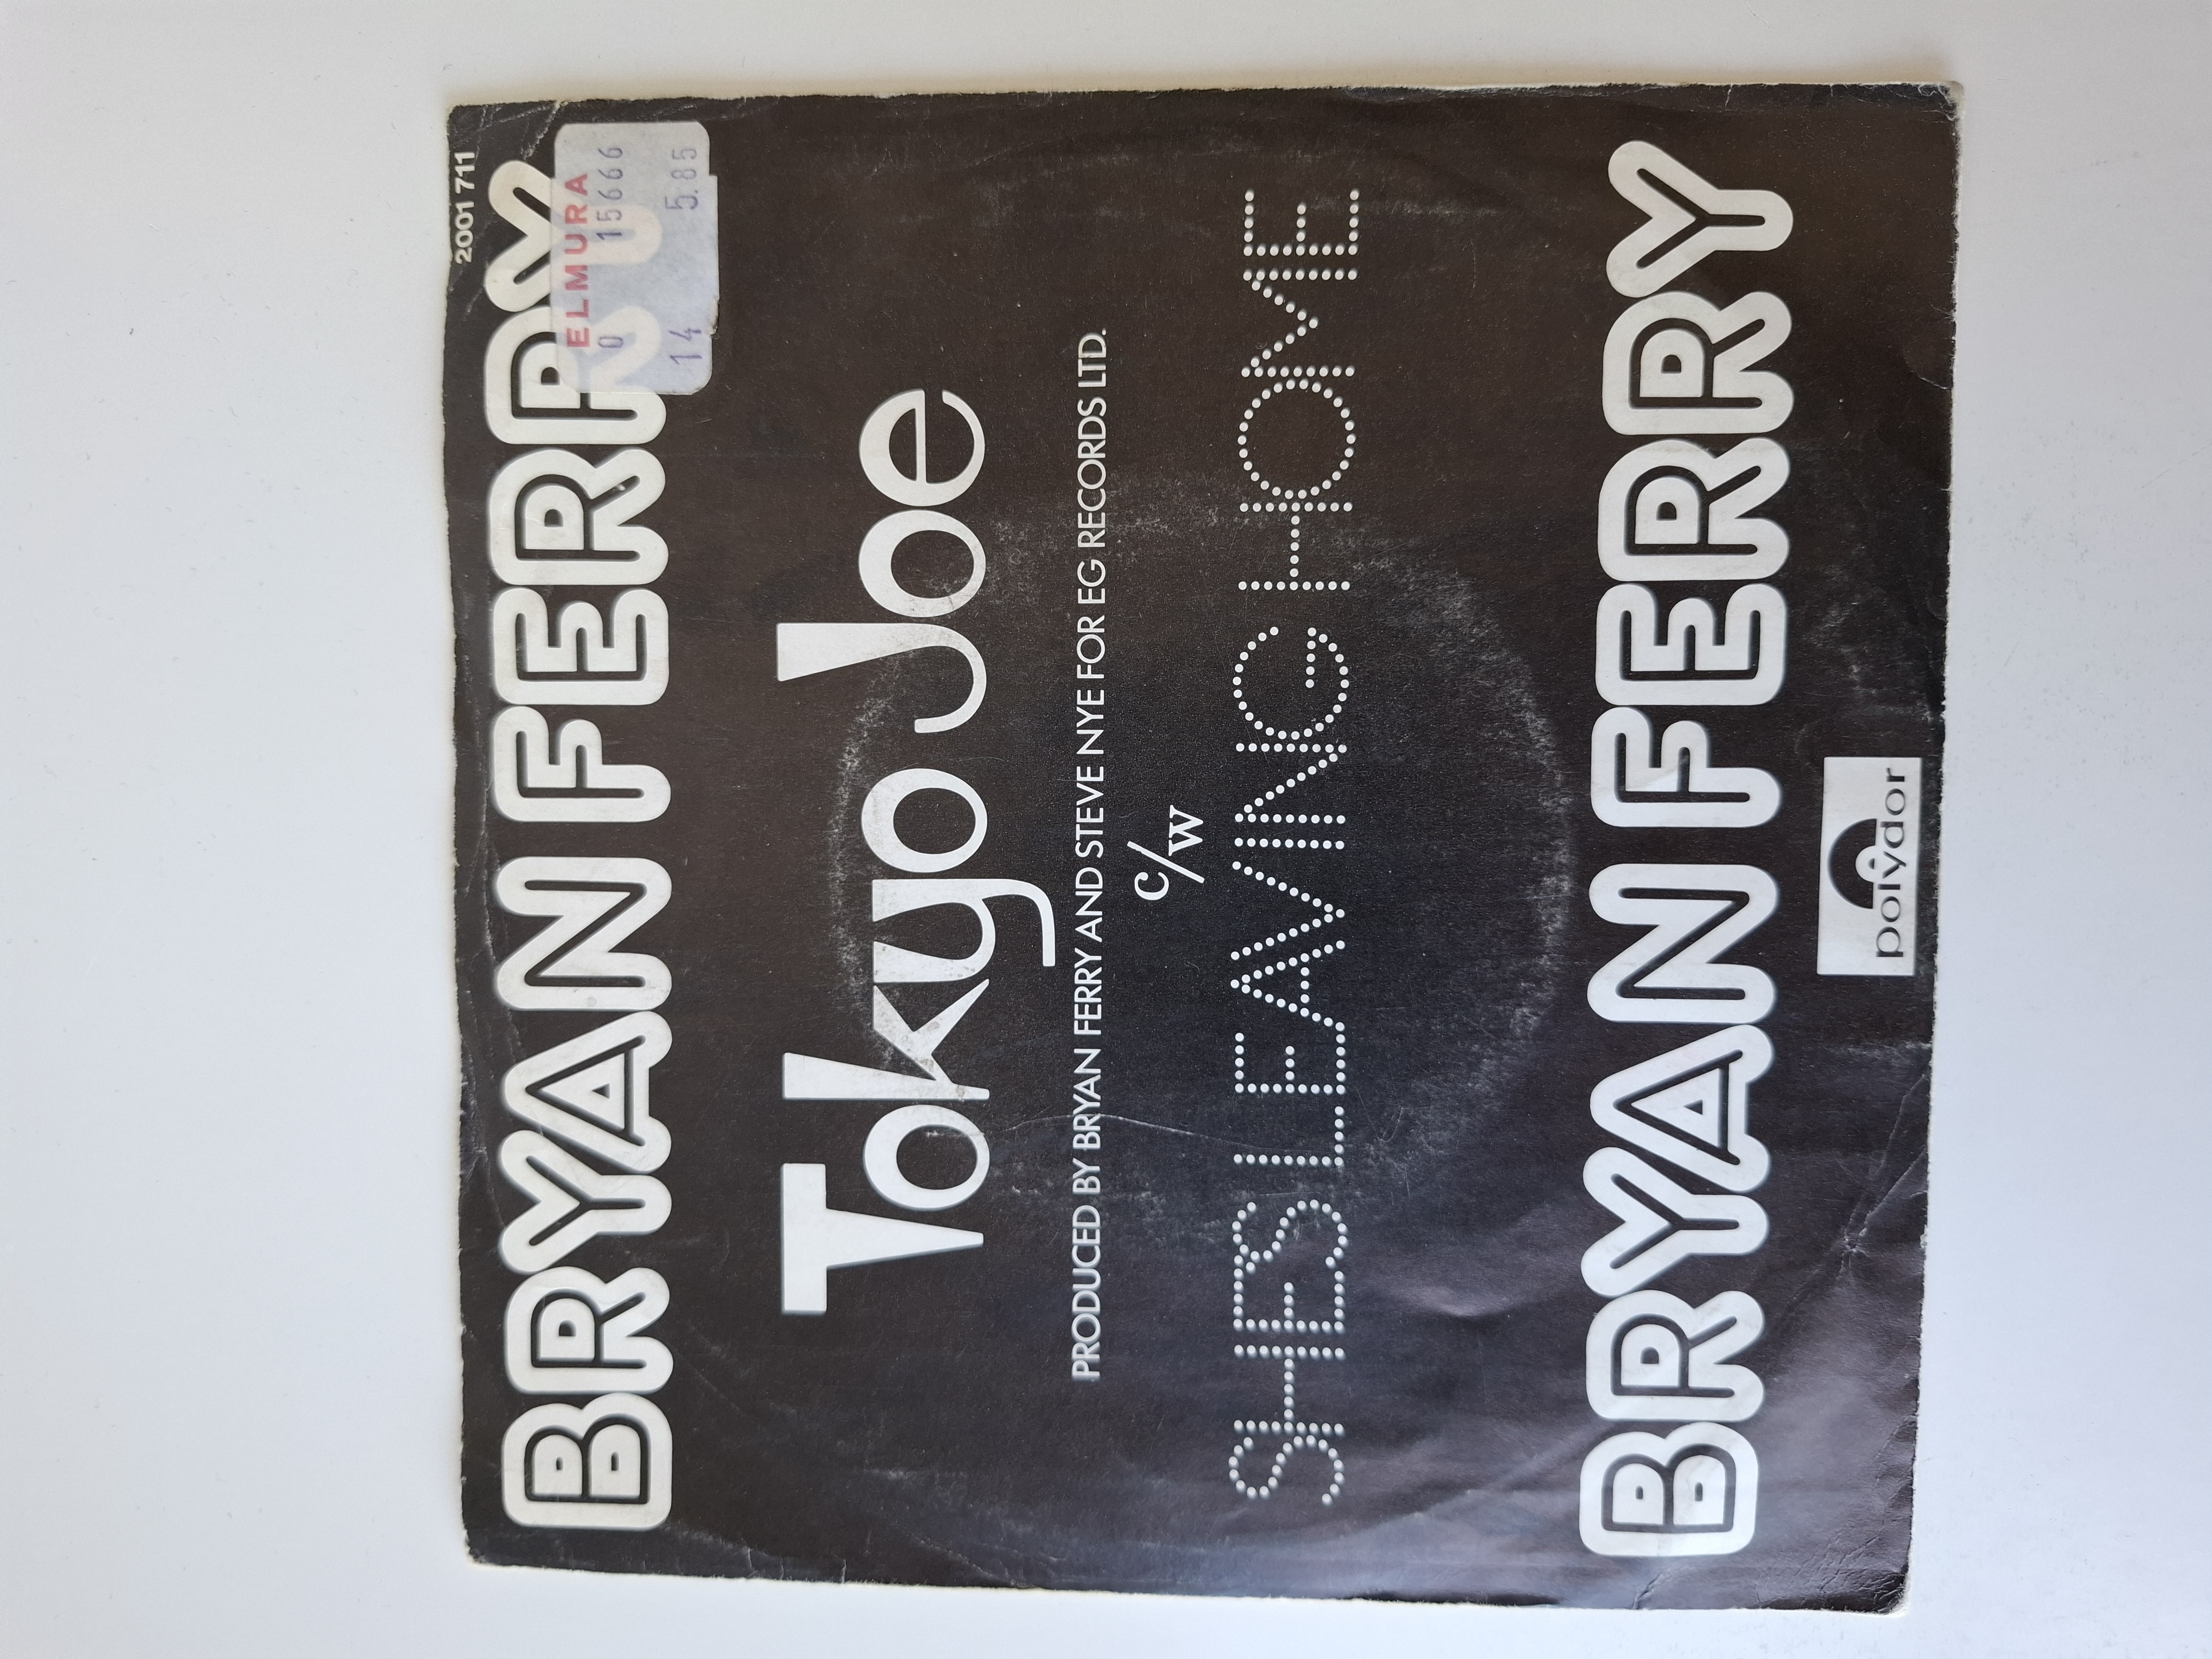 2001 711
BRYAN FERRY
ELMURA
0 15666
14 5.85
Tokyo Joe
PRODUCED BY BRYAN FERRY AND STEVE NYE FOR EG RECORDS LTD.
c/w
SHE'S LEAVING HOME
BRYAN FERRY
polydor